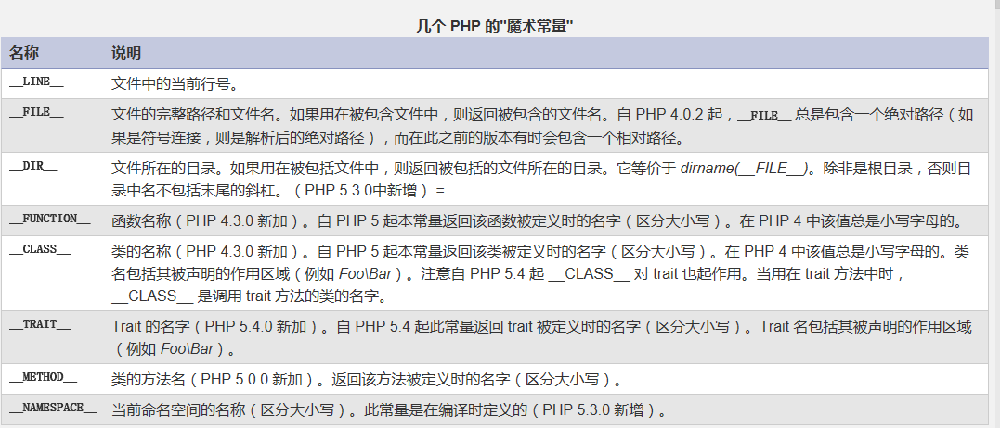 几个 PHP 的"魔术常量"
名称 说明
__LINE__ 文件中的当前行号。
__FILE__ 文件的完整路径和文件名。如果用在被包含文件中，则返回被包含的文件名。自 PHP 4.0.2 起，__FILE__ 总是包含一个绝对路径（如
果是符号连接，则是解析后的绝对路径），而在此之前的版本有时会包含一个相对路径。
__DIR__ 文件所在的目录。如果用在被包括文件中，则返回被包括的文件所在的目录。它等价于 dirname(__FILE__)。除非是根目录，否则目
录中名不包括末尾的斜杠。（PHP 5.3.0中新增） =
__FUNCTION__ 函数名称（PHP 4.3.0 新加）。自 PHP 5 起本常量返回该函数被定义时的名字（区分大小写）。在 PHP 4 中该值总是小写字母的。
__CLASS__ 类的名称（PHP 4.3.0 新加）。自 PHP 5 起本常量返回该类被定义时的名字（区分大小写）。在 PHP 4 中该值总是小写字母的。类
名包括其被声明的作用区域（例如 Foo\Bar）。注意自 PHP 5.4 起 __CLASS__ 对 trait 也起作用。当用在 trait 方法中时，
__CLASS__ 是调用 trait 方法的类的名字。
__TRAIT__ Trait 的名字（PHP 5.4.0 新加）。自 PHP 5.4 起此常量返回 trait 被定义时的名字（区分大小写）。Trait 名包括其被声明的作用区域
（例如 Foo\Bar）。
__METHOD__ 类的方法名（PHP 5.0.0 新加）。返回该方法被定义时的名字（区分大小写）。
__NAMESPACE__ 当前命名空间的名称（区分大小写）。此常量是在编译时定义的（PHP 5.3.0 新增）。